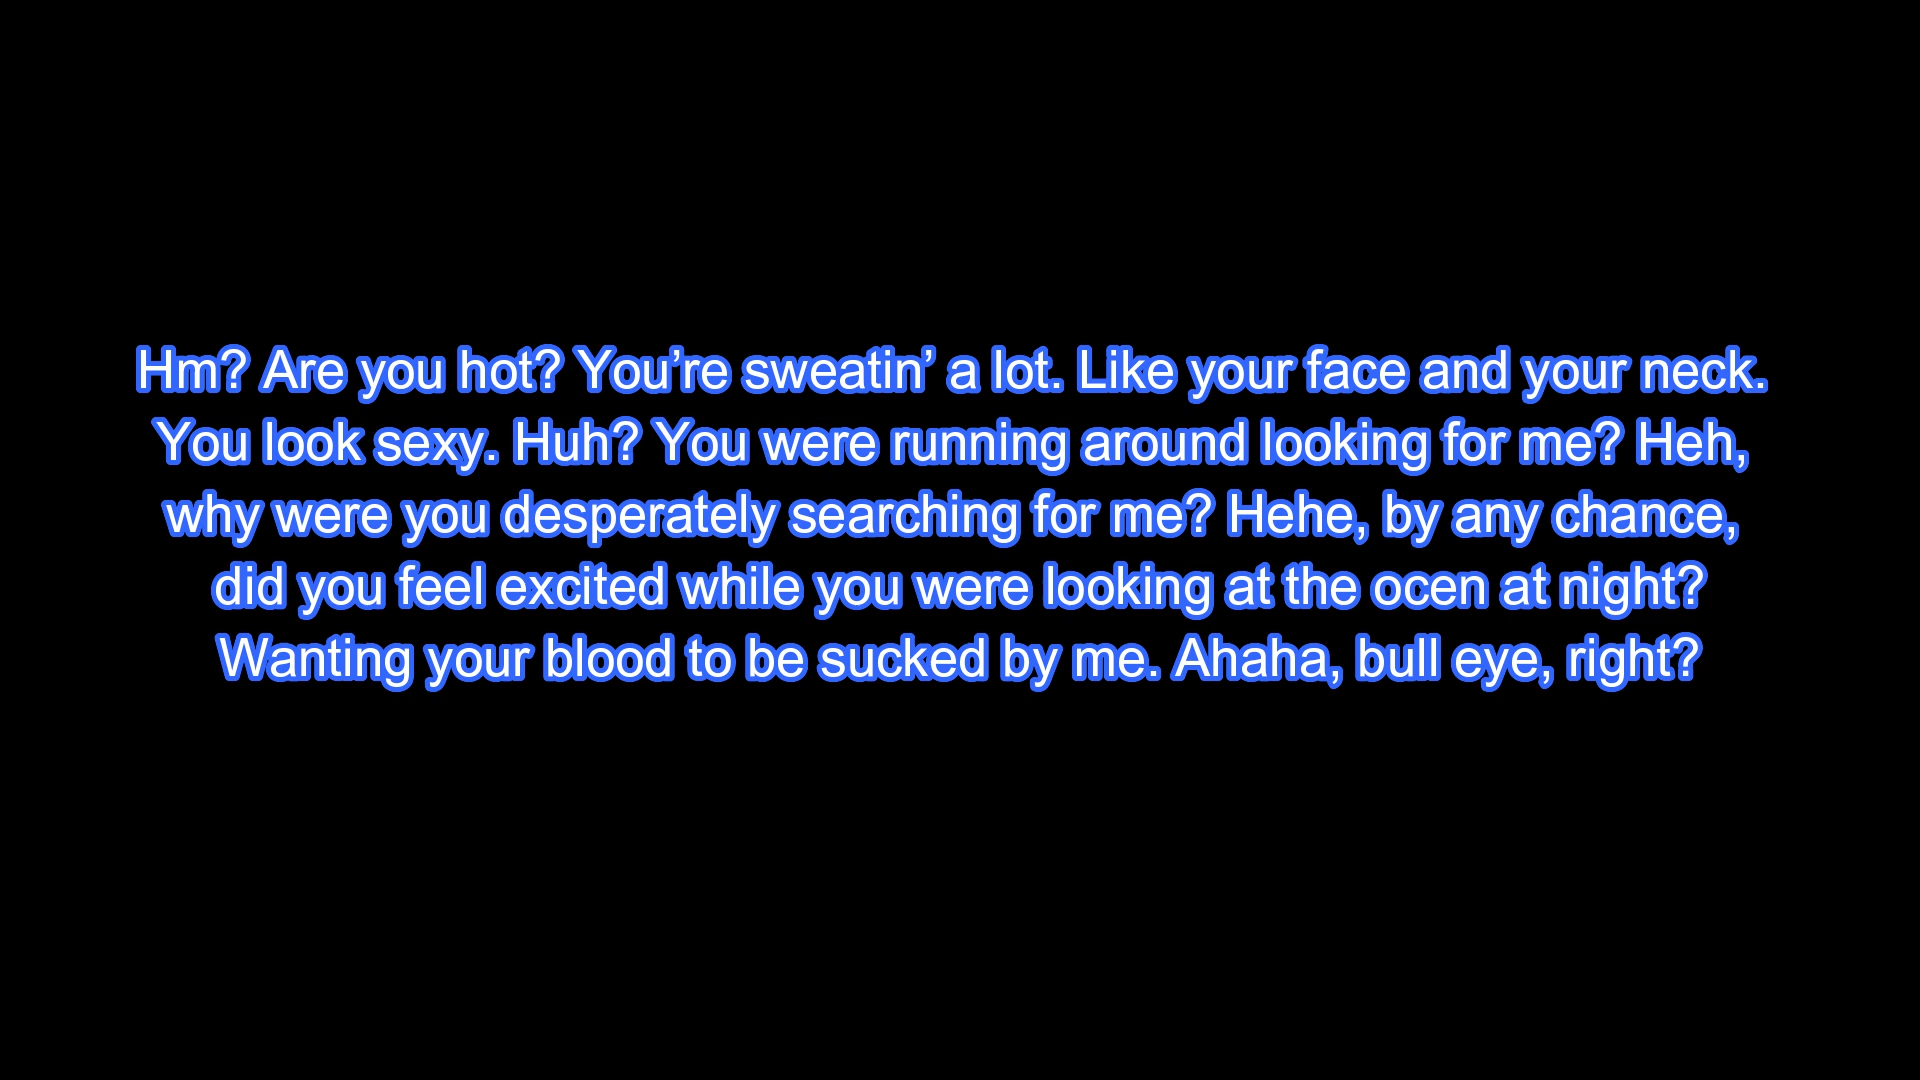 Hm? Are you hot? You’re sweatin’ a lot. Like your face and your neck.
You look sexy. Huh? You were running around looking for me? Heh,
why were you desperately searching for me? Hehe, by any chance,
did you feel excited while you were looking at the ocen at night?
Wanting your blood to be sucked by me. Ahaha, bull eye, right?